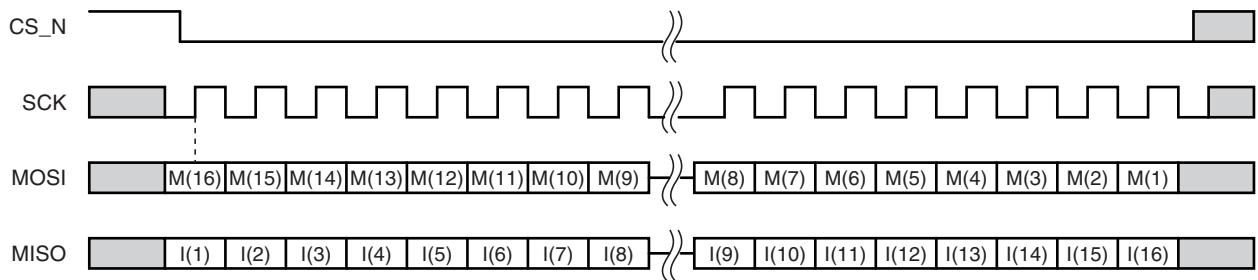 CS_N
SCK
MOSI M(16) M(15) M(14) M(13) M(12) M(11) M(10) M(9) M(8) M(7) M(6) M(5) M(4) M(3) M(2) M(1)
MISO I(1) I(2) I(3) I(4) I(5) I(6) I(7) I(8) I(9) I(10) I(11) I(12) I(13) I(14) I(15) I(16)